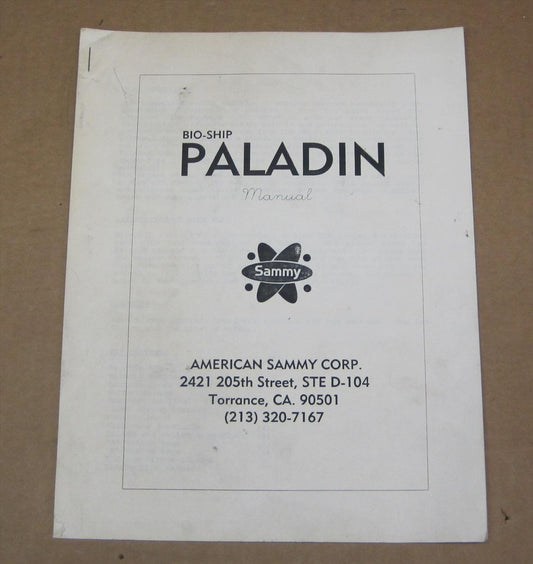 BIO-SHIP
PALADIN
Manual
Sammy
AMERICAN SAMMY CORP.
2421 205th Street, STE D-104
Torrance, CA. 90501
(213) 320-7167